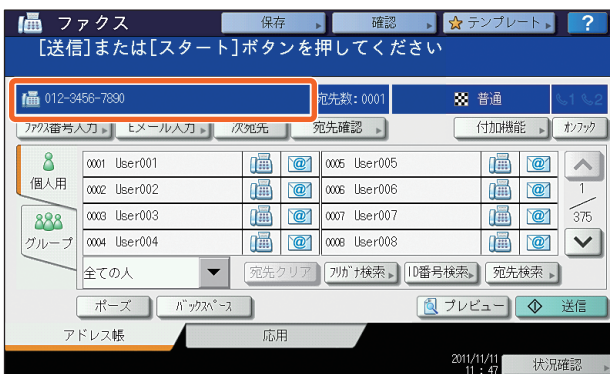 ファクス 保存 確認 テンプレート ?
[送信]または[スタート]ボタンを押してください
012-3456-7890 宛先数:0001 普通 1 2
ファクス番号入力 Eメール入力 次宛先 宛先確認 付加機能 オンフック
個人用
グループ
0001 User001 0005 User005
0002 User002 0006 User006
0003 User003 0007 User007
0004 User004 0008 User008
1
375
全ての人 宛先クリア フリガナ検索 ID番号検索 宛先検索
ポーズ バックスペース プレビュー 送信
アドレス帳 応用
2011/11/11
11:47 状況確認